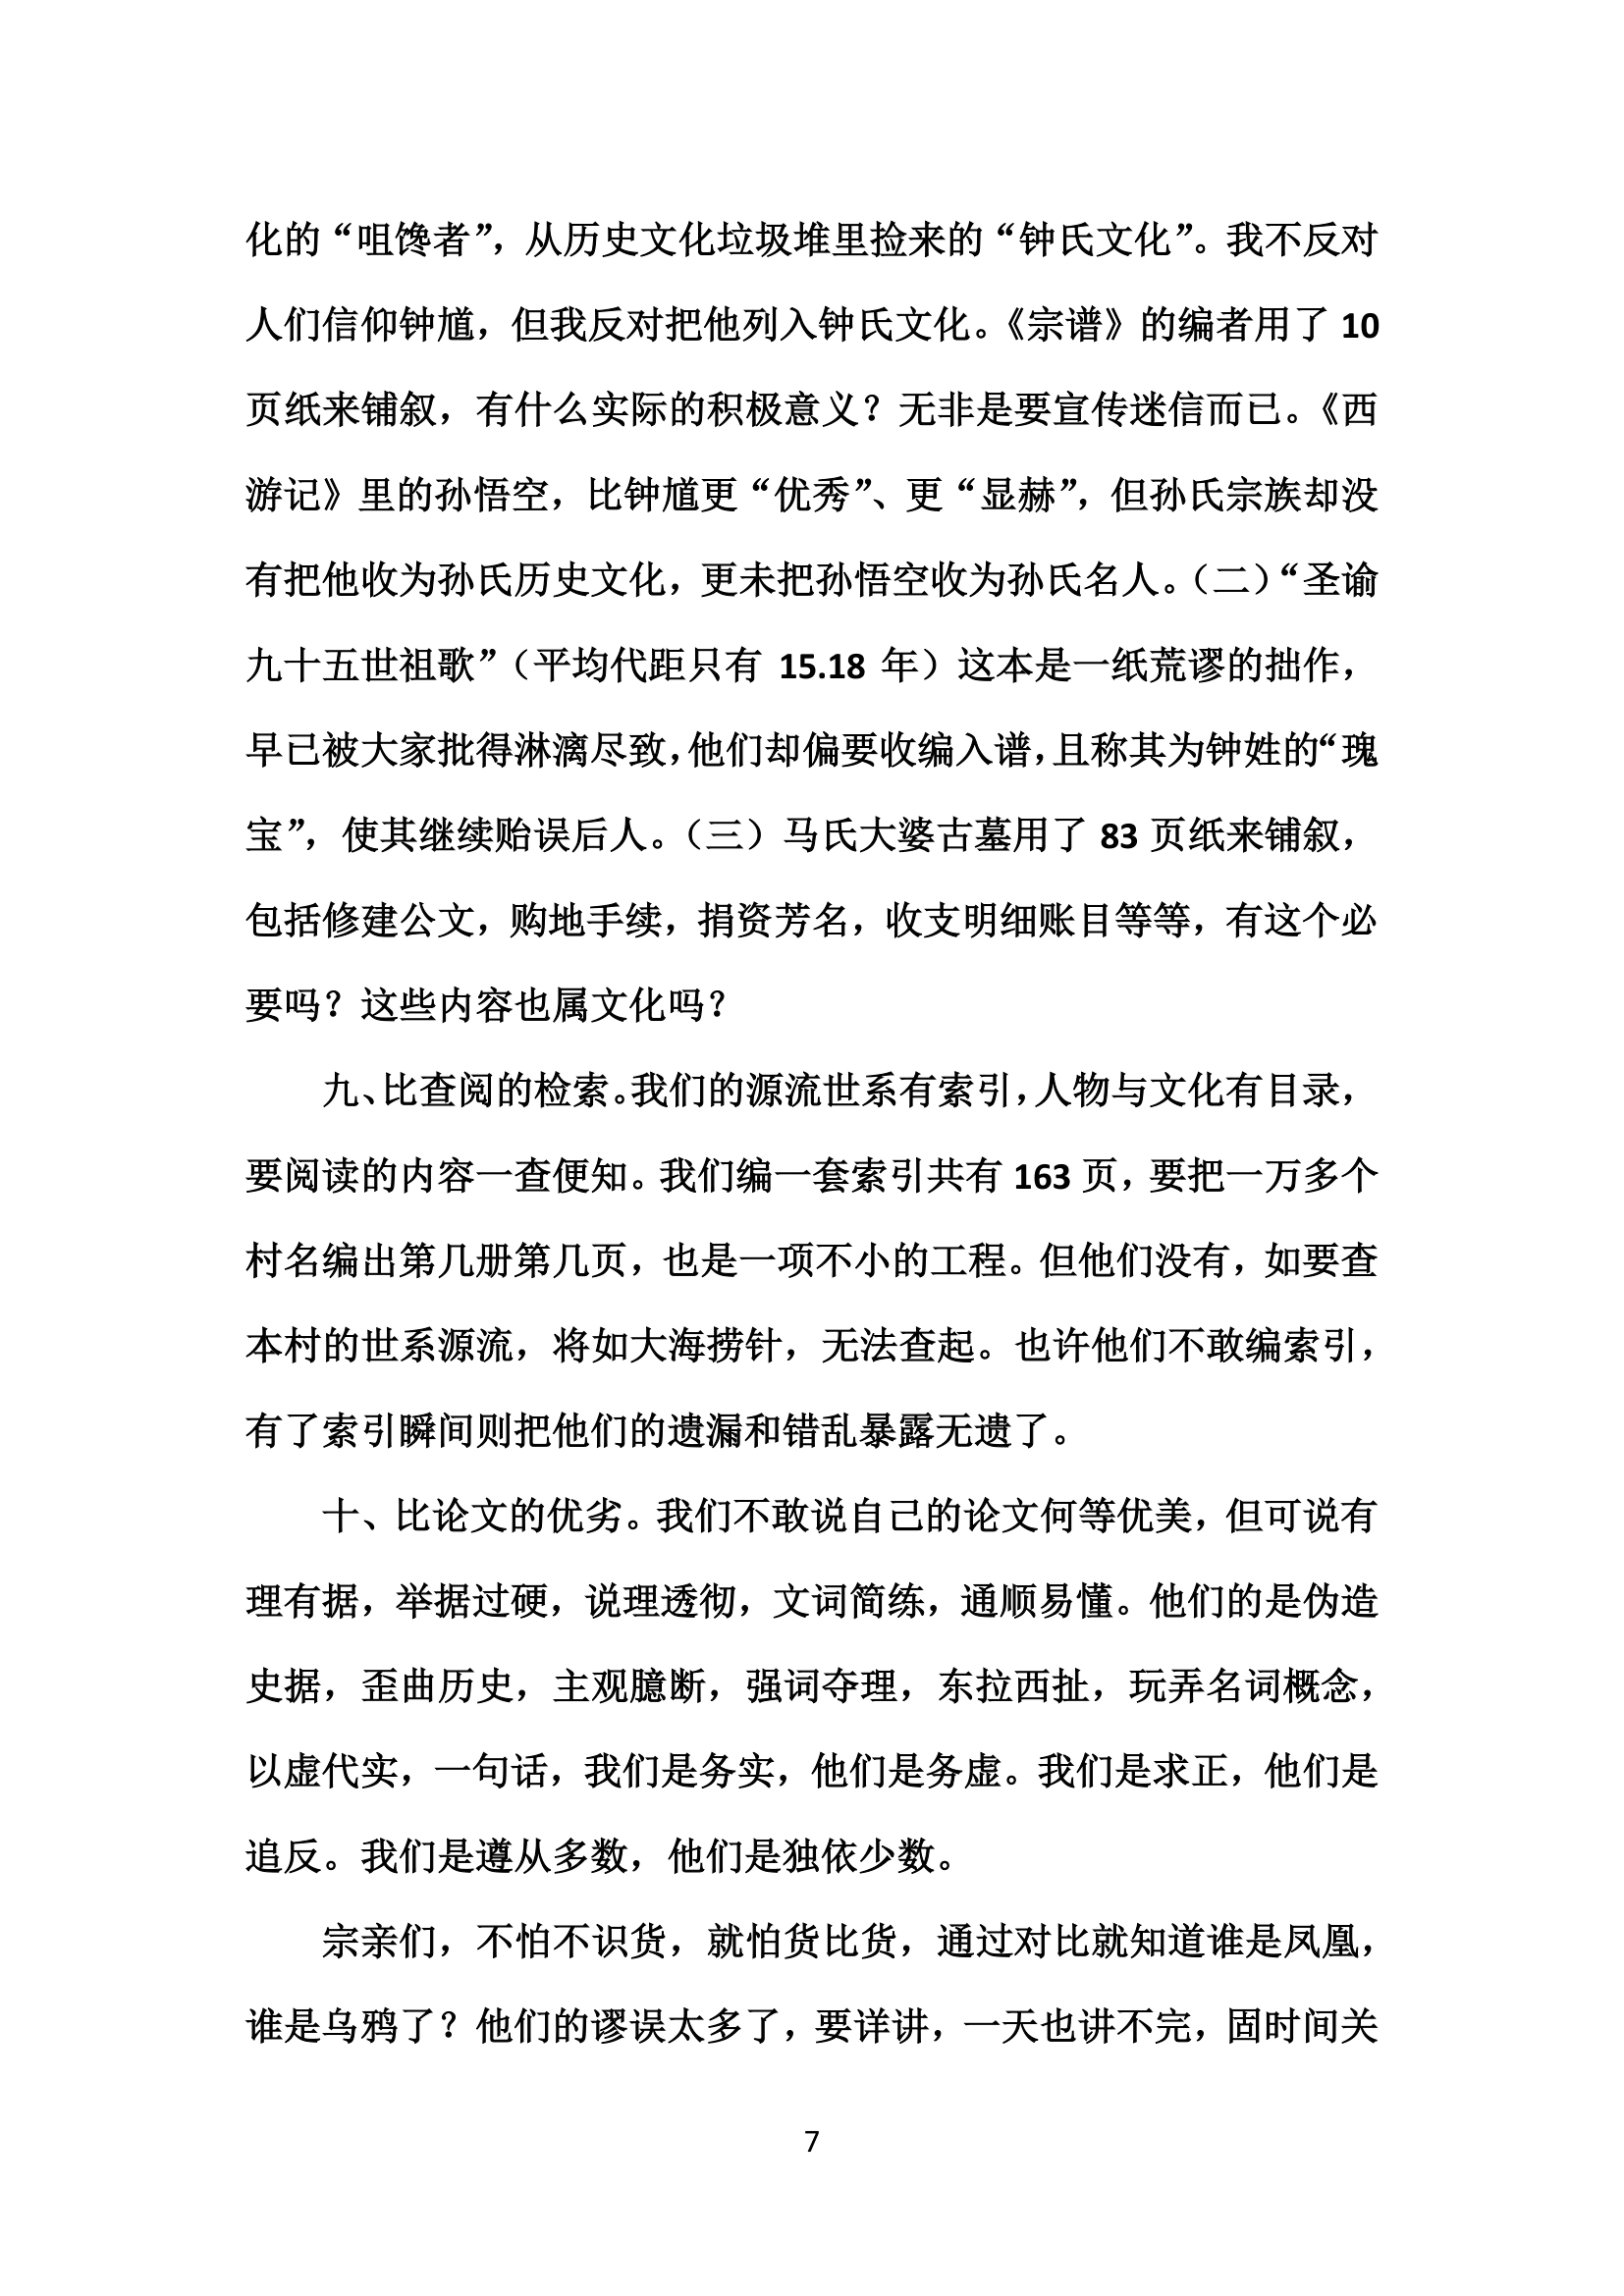 化的“咀馋者”，从历史文化垃圾堆里捡来的“钟氏文化”。我不反对
人们信仰钟馗，但我反对把他列入钟氏文化。《宗谱》的编者用了 10
页纸来铺叙，有什么实际的积极意义？无非是要宣传迷信而已。《西
游记》里的孙悟空，比钟馗更“优秀”、更“显赫”，但孙氏宗族却没
有把他收为孙氏历史文化，更未把孙悟空收为孙氏名人。（二）“圣谕
九十五世祖歌”（平均代距只有 15.18 年）这本是一纸荒谬的拙作，
早已被大家批得淋漓尽致，他们却偏要收编入谱，且称其为钟姓的“瑰
宝”，使其继续贻误后人。（三）马氏大婆古墓用了 83 页纸来铺叙，
包括修建公文，购地手续，捐资芳名，收支明细账目等等，有这个必
要吗？这些内容也属文化吗？
九、比查阅的检索。我们的源流世系有索引，人物与文化有目录，
要阅读的内容一查便知。我们编一套索引共有 163 页，要把一万多个
村名编出第几册第几页，也是一项不小的工程。但他们没有，如要查
本村的世系源流，将如大海捞针，无法查起。也许他们不敢编索引，
有了索引瞬间则把他们的遗漏和错乱暴露无遗了。
十、比论文的优劣。我们不敢说自己的论文何等优美，但可说有
理有据，举据过硬，说理透彻，文词简练，通顺易懂。他们的是伪造
史据，歪曲历史，主观臆断，强词夺理，东拉西扯，玩弄名词概念，
以虚代实，一句话，我们是务实，他们是务虚。我们是求正，他们是
追反。我们是遵从多数，他们是独依少数。
宗亲们，不怕不识货，就怕货比货，通过对比就知道谁是凤凰，
谁是乌鸦了？他们的谬误太多了，要详讲，一天也讲不完，固时间关
7